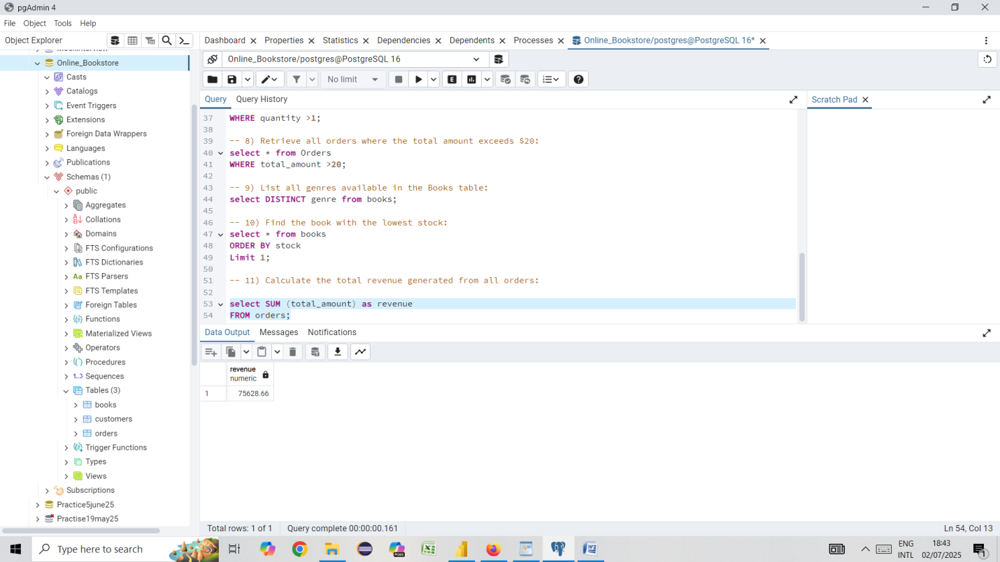 pgAdmin 4
File Object Tools Help
Object Explorer
Dashboard Properties Statistics Dependencies Dependents Processes Online_Bookstore/postgres@PostgreSQL 16*
Online_Bookstore/postgres@PostgreSQL 16
No limit
Query Query History
Scratch Pad
Online_Bookstore
Casts
Catalogs
Event Triggers
Extensions
Foreign Data Wrappers
Languages
Publications
Schemas (1)
public
Aggregates
Collations
Domains
FTS Configurations
FTS Dictionaries
FTS Parsers
FTS Templates
Foreign Tables
Functions
Materialized Views
Operators
Procedures
1..3 Sequences
Tables (3)
books
customers
orders
Trigger Functions
Types
Views
Subscriptions
Practice5june25
Practise19may25
37 WHERE quantity >1;
38
39 -- 8) Retrieve all orders where the total amount exceeds $20:
40 select * from Orders
41 WHERE total_amount >20;
42
43 -- 9) List all genres available in the Books table:
44 select DISTINCT genre from books;
45
46 -- 10) Find the book with the lowest stock:
47 select * from books
48 ORDER BY stock
49 Limit 1;
50
51 -- 11) Calculate the total revenue generated from all orders:
52
53 select SUM (total_amount) as revenue
54 FROM orders;
Data Output Messages Notifications
revenue
numeric
1 75628.66
Total rows: 1 of 1 Query complete 00:00:00.161 Ln 54, Col 13
Type here to search
ENG
INTL
18:43
02/07/2025
1